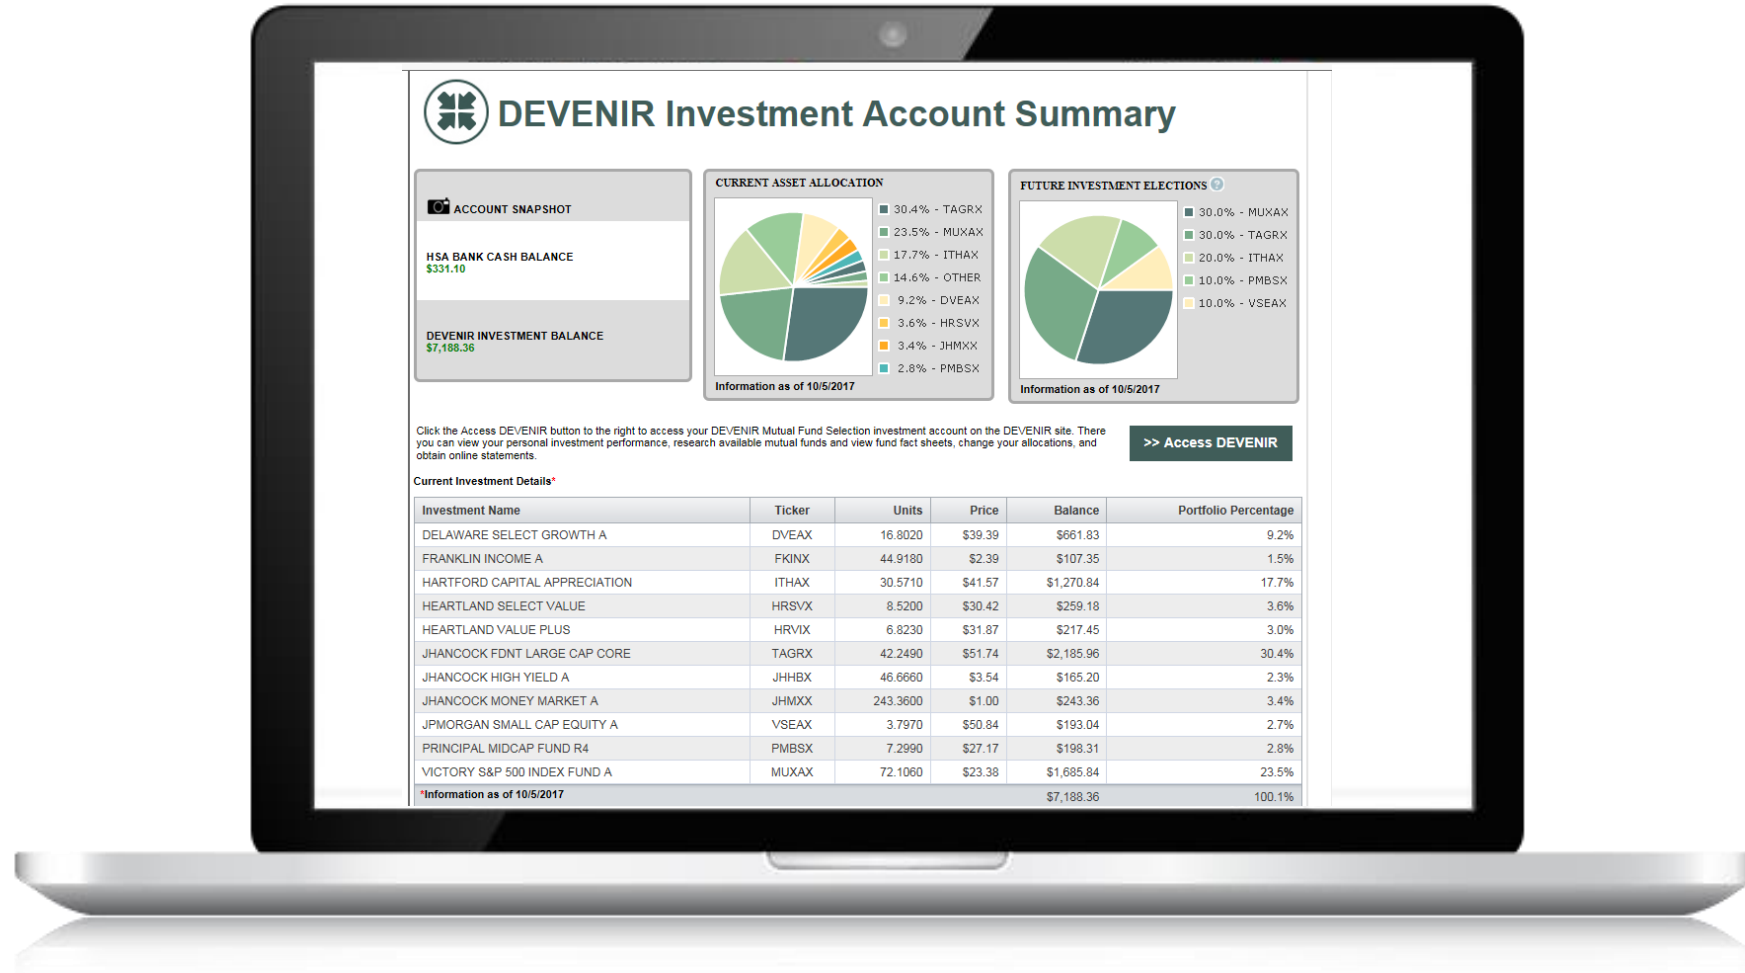 DEVENIR Investment Account Summary
ACCOUNT SNAPSHOT
HSA BANK CASH BALANCE
$331.10
DEVENIR INVESTMENT BALANCE
$7,188.36
CURRENT ASSET ALLOCATION
30.4% - TAGRX
23.5% - MUXAX
17.7% - ITHAX
14.6% - OTHER
9.2% - DVEAX
3.6% - HRSVX
3.4% - JHMXX
2.8% - PMBSX
Information as of 10/5/2017
FUTURE INVESTMENT ELECTIONS ?
30.0% - MUXAX
30.0% - TAGRX
20.0% - ITHAX
10.0% - PMBSX
10.0% - VSEAX
Information as of 10/5/2017
Click the Access DEVENIR button to the right to access your DEVENIR Mutual Fund Selection investment account on the DEVENIR site. There
you can view your personal investment performance, research available mutual funds and view fund fact sheets, change your allocations, and
obtain online statements.
>> Access DEVENIR
Current Investment Details*
Investment Name Ticker Units Price Balance Portfolio Percentage
DELAWARE SELECT GROWTH A DVEAX 16.8020 $39.39 $661.83 9.2%
FRANKLIN INCOME A FKINX 44.9180 $2.39 $107.35 1.5%
HARTFORD CAPITAL APPRECIATION ITHAX 30.5710 $41.57 $1,270.84 17.7%
HEARTLAND SELECT VALUE HRSVX 8.5200 $30.42 $259.18 3.6%
HEARTLAND VALUE PLUS HRVIX 6.8230 $31.87 $217.45 3.0%
JHANCOCK FDNT LARGE CAP CORE TAGRX 42.2490 $51.74 $2,185.96 30.4%
JHANCOCK HIGH YIELD A JHHBX 46.6660 $3.54 $165.20 2.3%
JHANCOCK MONEY MARKET A JHMXX 243.3600 $1.00 $243.36 3.4%
JPMORGAN SMALL CAP EQUITY A VSEAX 3.7970 $50.84 $193.04 2.7%
PRINCIPAL MIDCAP FUND R4 PMBSX 7.2990 $27.17 $198.31 2.8%
VICTORY S&P 500 INDEX FUND A MUXAX 72.1060 $23.38 $1,685.84 23.5%
*Information as of 10/5/2017 $7,188.36 100.1%